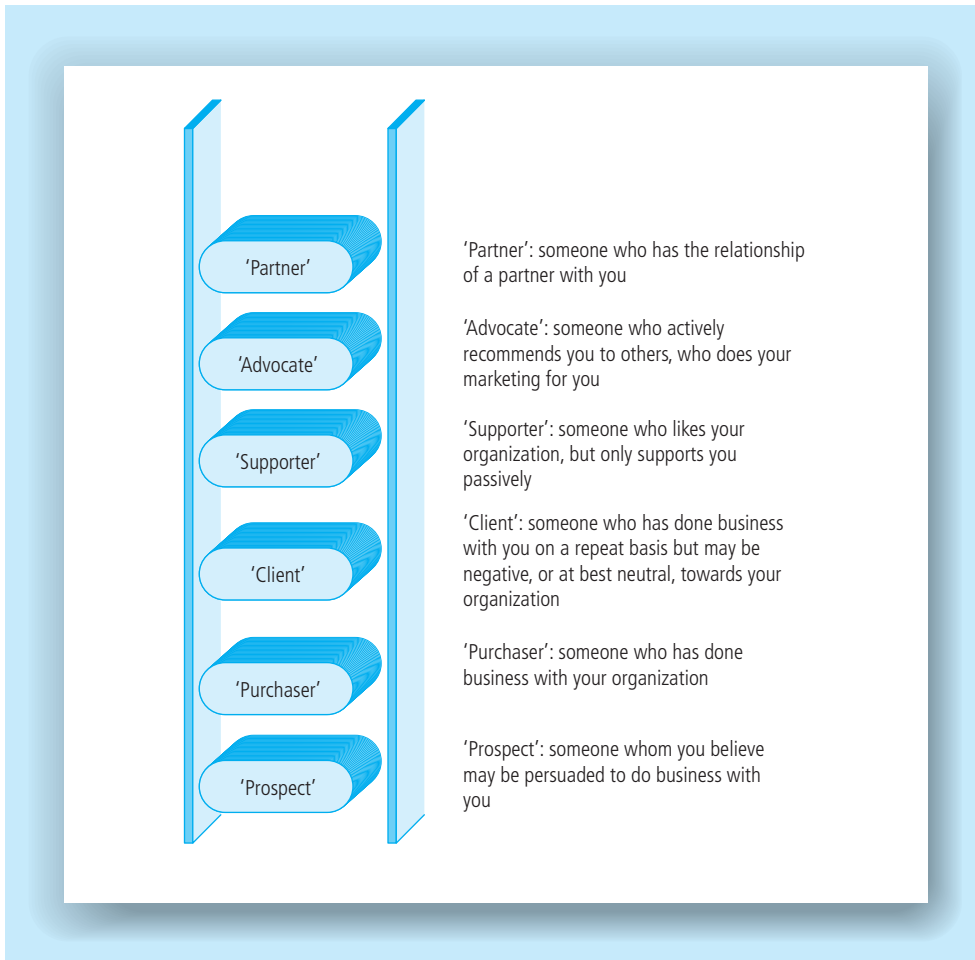 ‘Partner’
‘Partner’: someone who has the relationship
of a partner with you
‘Advocate’
‘Advocate’: someone who actively
recommends you to others, who does your
marketing for you
‘Supporter’
‘Supporter’: someone who likes your
organization, but only supports you
passively
‘Client’
‘Client’: someone who has done business
with you on a repeat basis but may be
negative, or at best neutral, towards your
organization
‘Purchaser’
‘Purchaser’: someone who has done
business with your organization
‘Prospect’
‘Prospect’: someone whom you believe
may be persuaded to do business with
you